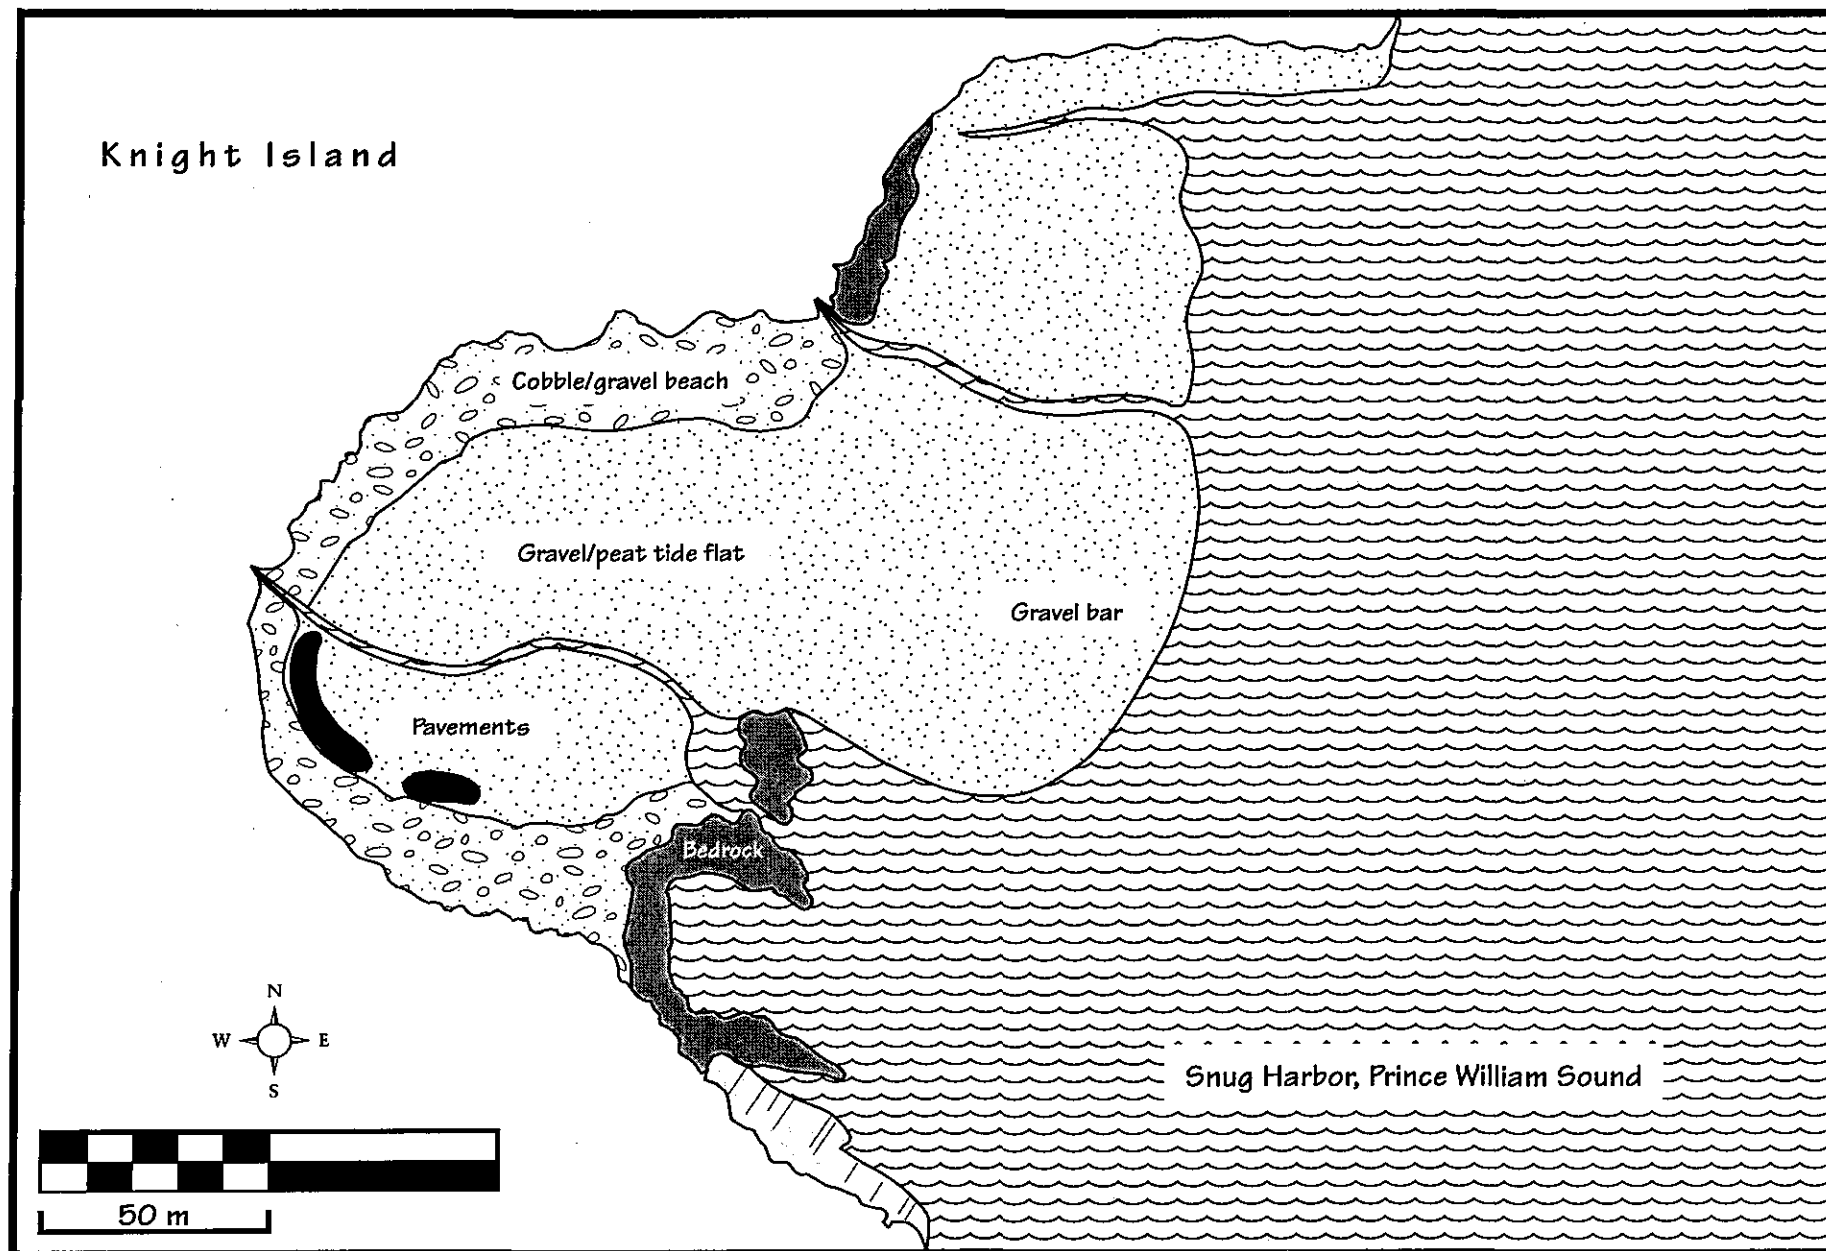 Knight Island
Cobble/gravel beach
Gravel/peat tide flat
Gravel bar
Pavements
Bedrock
N
W E
S
Snug Harbor, Prince William Sound
50 m